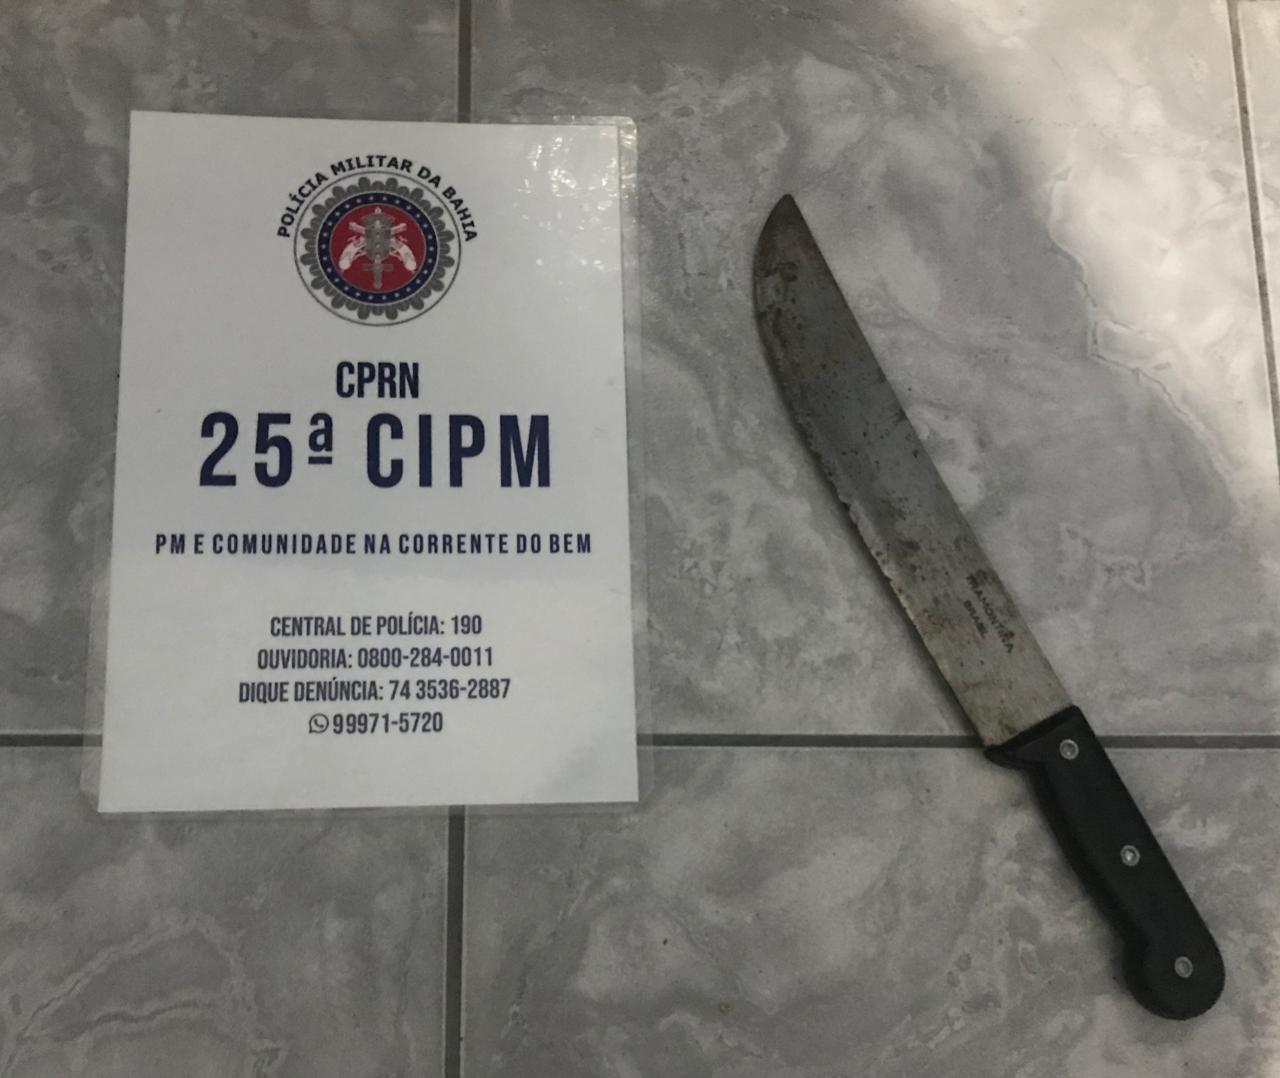 POLÍCIA MILITAR DA BAHIA
CPRN
25ª CIPM
PM E COMUNIDADE NA CORRENTE DO BEM
CENTRAL DE POLÍCIA: 190
OUVIDORIA: 0800-284-0011
DIQUE DENÚNCIA: 74 3536-2887
99971-5720
TRAMONTINA
BRASIL